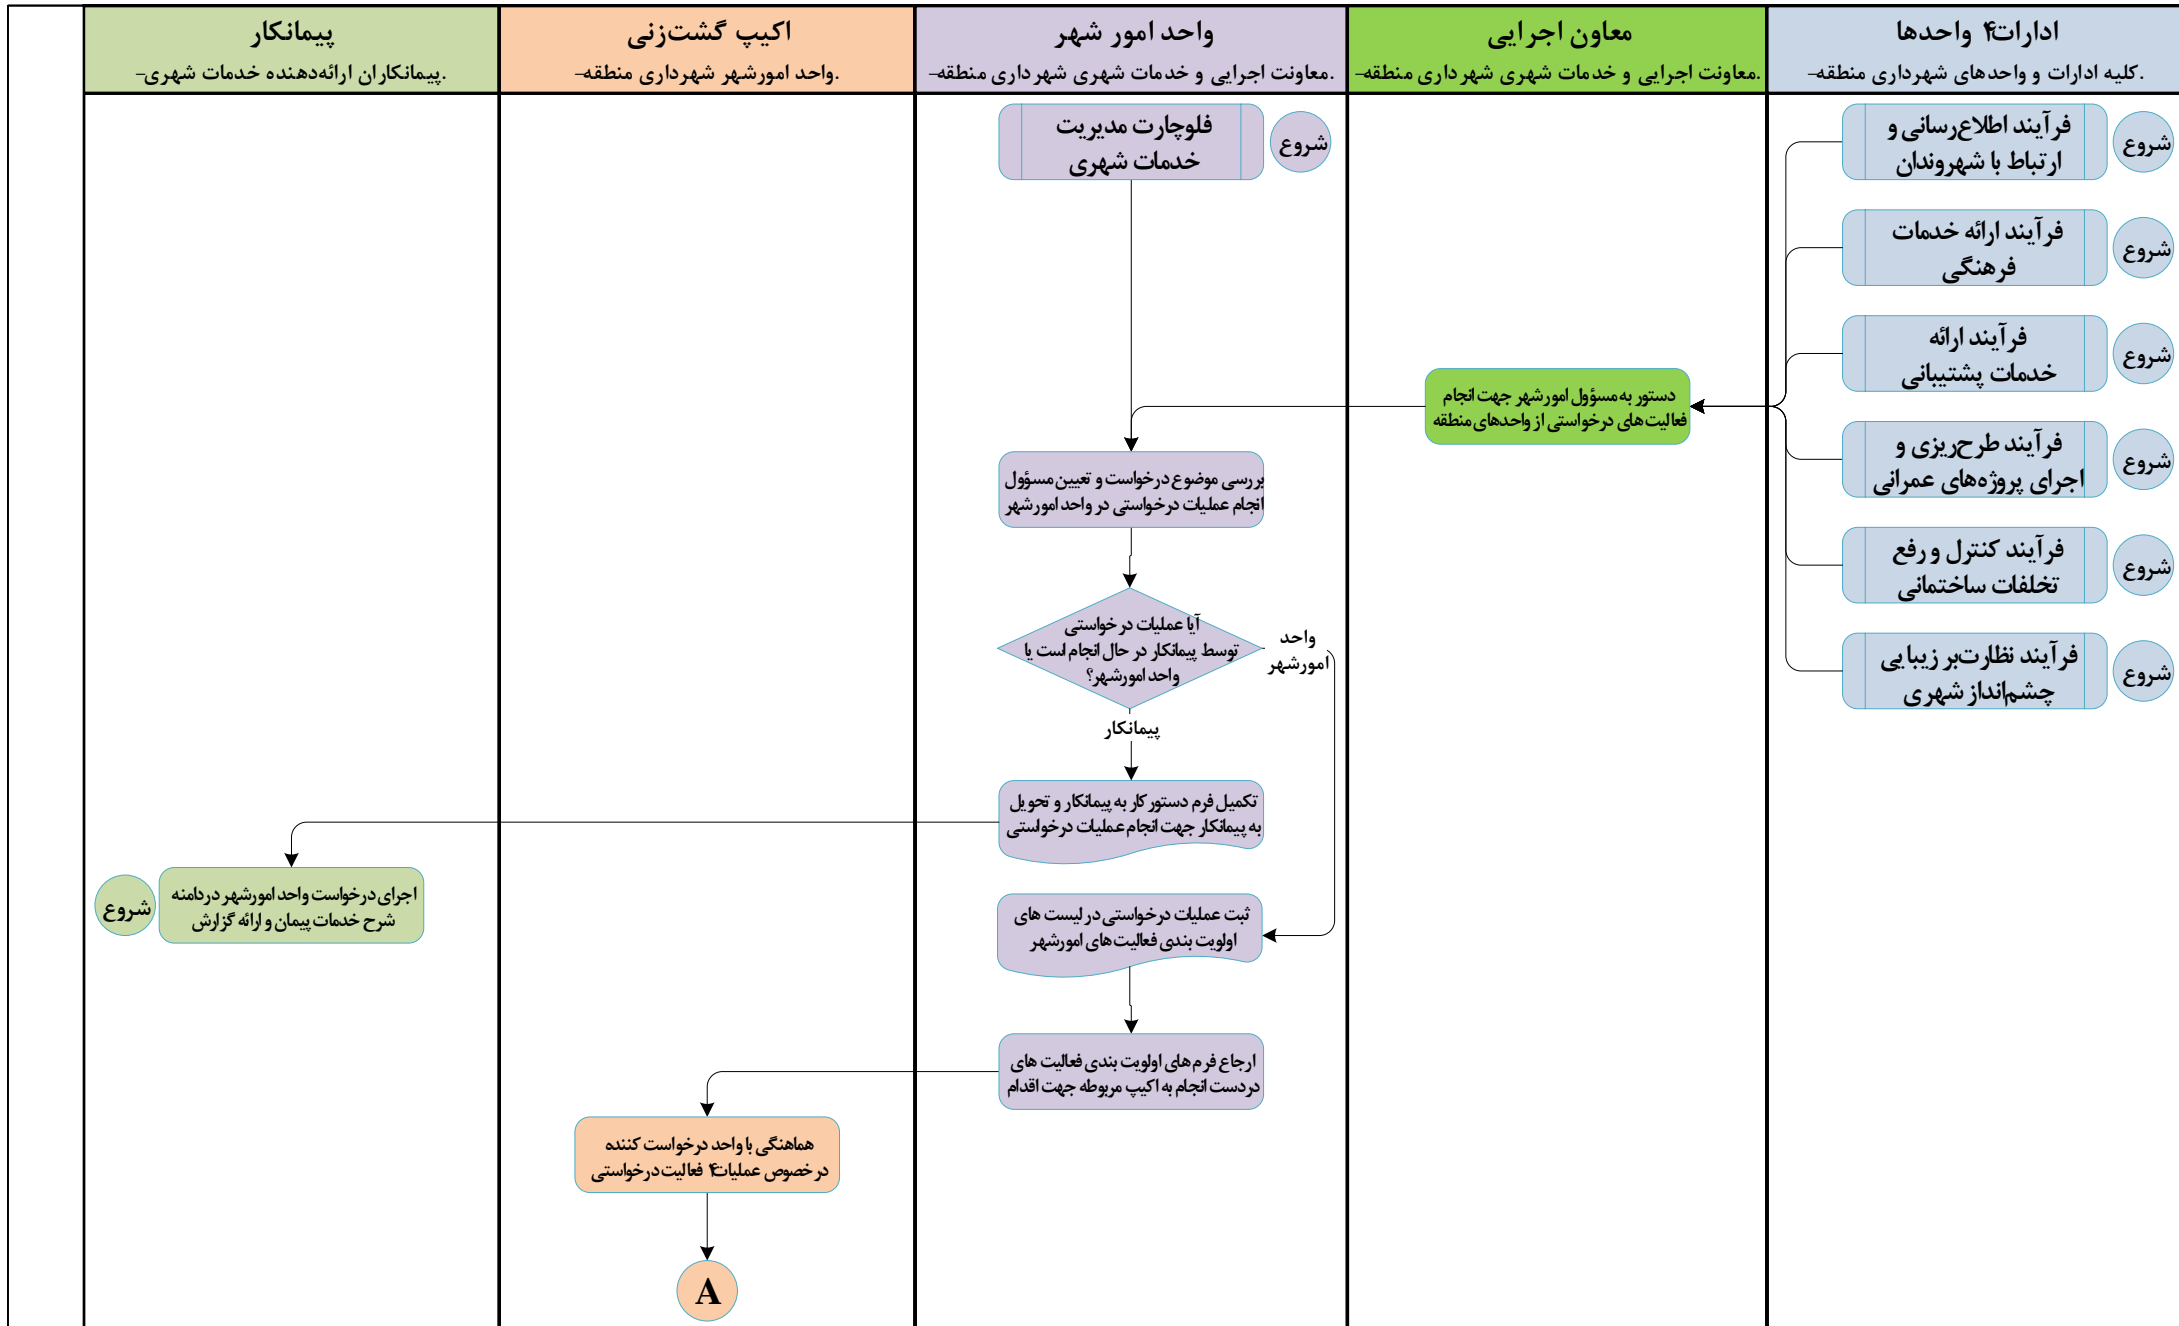 ادارات۴ واحدها
.کلیه ادارات و واحدهای شهرداری منطقه-
معاون اجرایی
.معاونت اجرایی و خدمات شهری شهرداری منطقه-
واحد امور شهر
.معاونت اجرایی و خدمات شهری شهرداری منطقه-
اکیپ گشت‌زنی
.واحد امورشهر شهرداری منطقه-
پیمانکار
.پیمانکاران ارائه‌دهنده خدمات شهری-
شروع
فرآیند اطلاع‌رسانی و
ارتباط با شهروندان
شروع
فرآیند ارائه خدمات
فرهنگی
شروع
فرآیند ارائه
خدمات پشتیبانی
شروع
فرآیند طرح‌ریزی و
اجرای پروژه‌های عمرانی
شروع
فرآیند کنترل و رفع
تخلفات ساختمانی
شروع
فرآیند نظارت‌بر زیبایی
چشم‌انداز شهری
دستور به مسؤول امورشهر جهت انجام
فعالیت‌های درخواستی از واحدهای منطقه
شروع
فلوچارت مدیریت
خدمات شهری
بررسی موضوع درخواست و تعیین مسؤول
انجام عملیات درخواستی در واحد امورشهر
آیا عملیات درخواستی
توسط پیمانکار در حال انجام است یا
واحد امورشهر؟
واحد
امورشهر
پیمانکار
تکمیل فرم دستور کار به پیمانکار و تحویل
به پیمانکار جهت انجام عملیات درخواستی
ثبت عملیات درخواستی در لیست های
اولویت بندی فعالیت‌های امورشهر
ارجاع فرم‌های اولویت بندی فعالیت های
دردست انجام به اکیپ مربوطه جهت اقدام
هماهنگی با واحد درخواست کننده
در خصوص عملیات۴ فعالیت درخواستی
A
اجرای درخواست واحد امورشهر در دامنه
شرح خدمات پیمان و ارائه گزارش
شروع